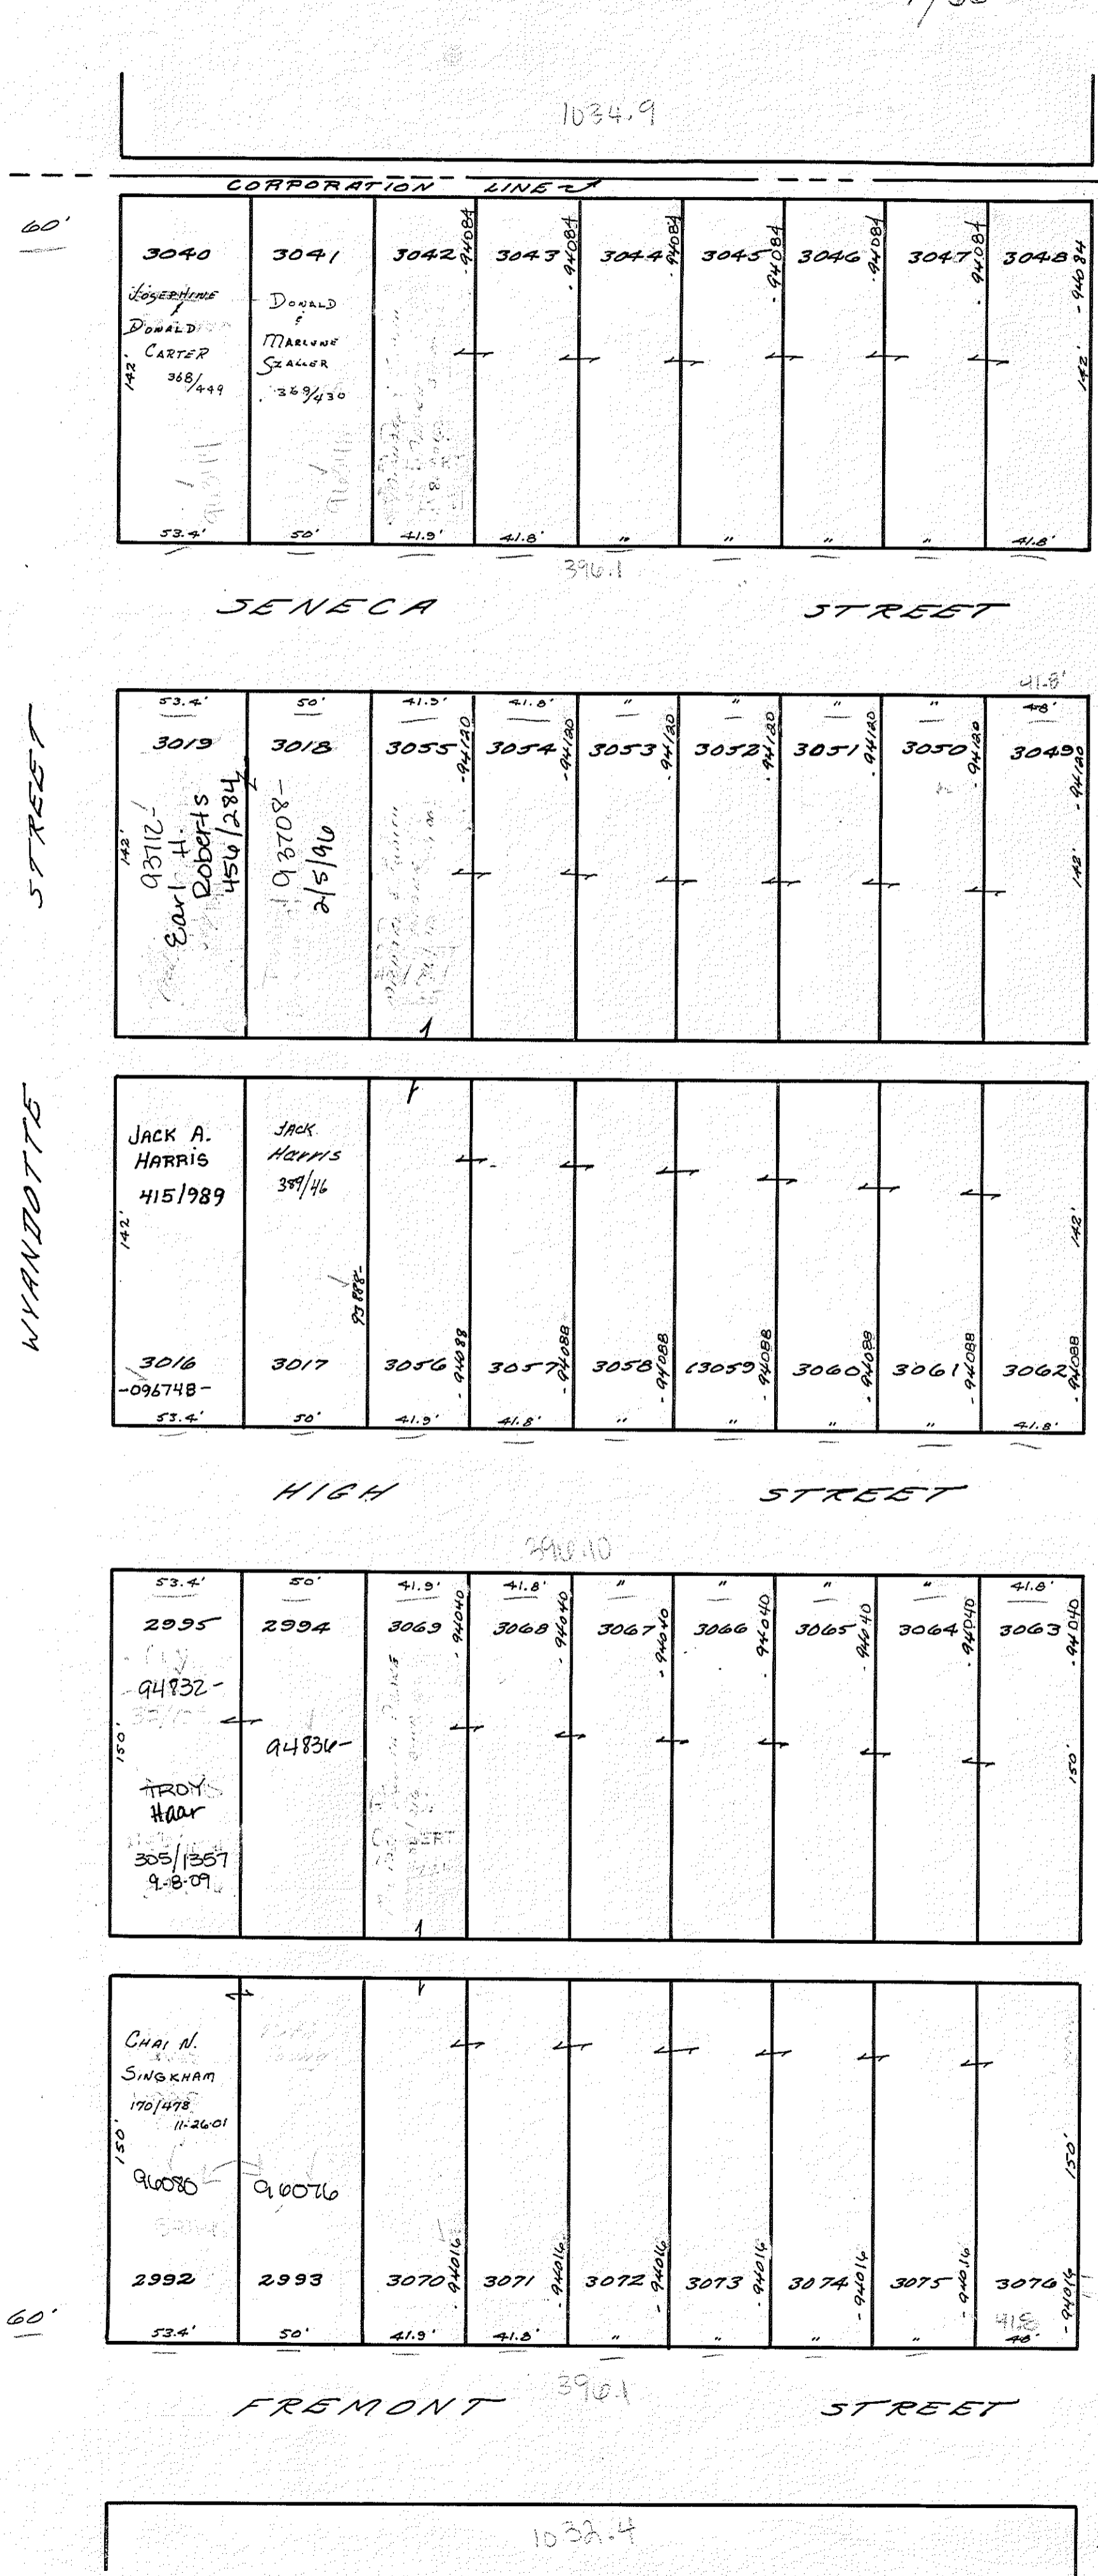 1034.9
CORPORATION LINE
60'
3040 3041 3042 3043 3044 3045 3046 3047 3048
-94084 -94084 -94084 -94084 -94084 -94084 -94084
JOSEPHINE
&
DONALD
CARTER
368/449
142'
DONALD
&
MARLYNE
SZALLER
369/430
142'
53.4' 50' 41.9' 41.8' " " " " 41.8'
396.1
SENECA STREET
41.8'
53.4' 50' 41.9' 41.8' " " " " 48'
3019 3018 3055 3054 3053 3052 3051 3050 3049
-94120 -94120 -94120 -94120 -94120 -94120 -94120
142'
93712-
Earl H.
Roberts
456/284
93708-
2/5/96
142'
WYANDOTTE STREET
JACK A.
HARRIS
415/989
142'
JACK
Harris
389/46
93888-
142'
3016 3017 3056 3057 3058 3059 3060 3061 3062
-94088 -94088 -94088 -94088 -94088 -94088 -94088
-096748-
53.4' 50' 41.9' 41.8' " " " " 41.8'
HIGH STREET
396.10
53.4' 50' 41.9' 41.8' " " " " 41.8'
2995 2994 3069 3068 3067 3066 3065 3064 3063
-94040 -94040 -94040 -94040 -94040 -94040 -94040
94832-
150'
94836-
TROY
Haar
305/1357
9-18-09
150'
CHAI N.
SINGKHAM
170/478
11-26-01
150'
96080-
96076
150'
2992 2993 3070 3071 3072 3073 3074 3075 3076
-94016 -94016 -94016 -94016 -94016 -94016 -94016
60'
41.8
53.4' 50' 41.9' 41.8' " " " " 48'
396.1
FREMONT STREET
1032.4